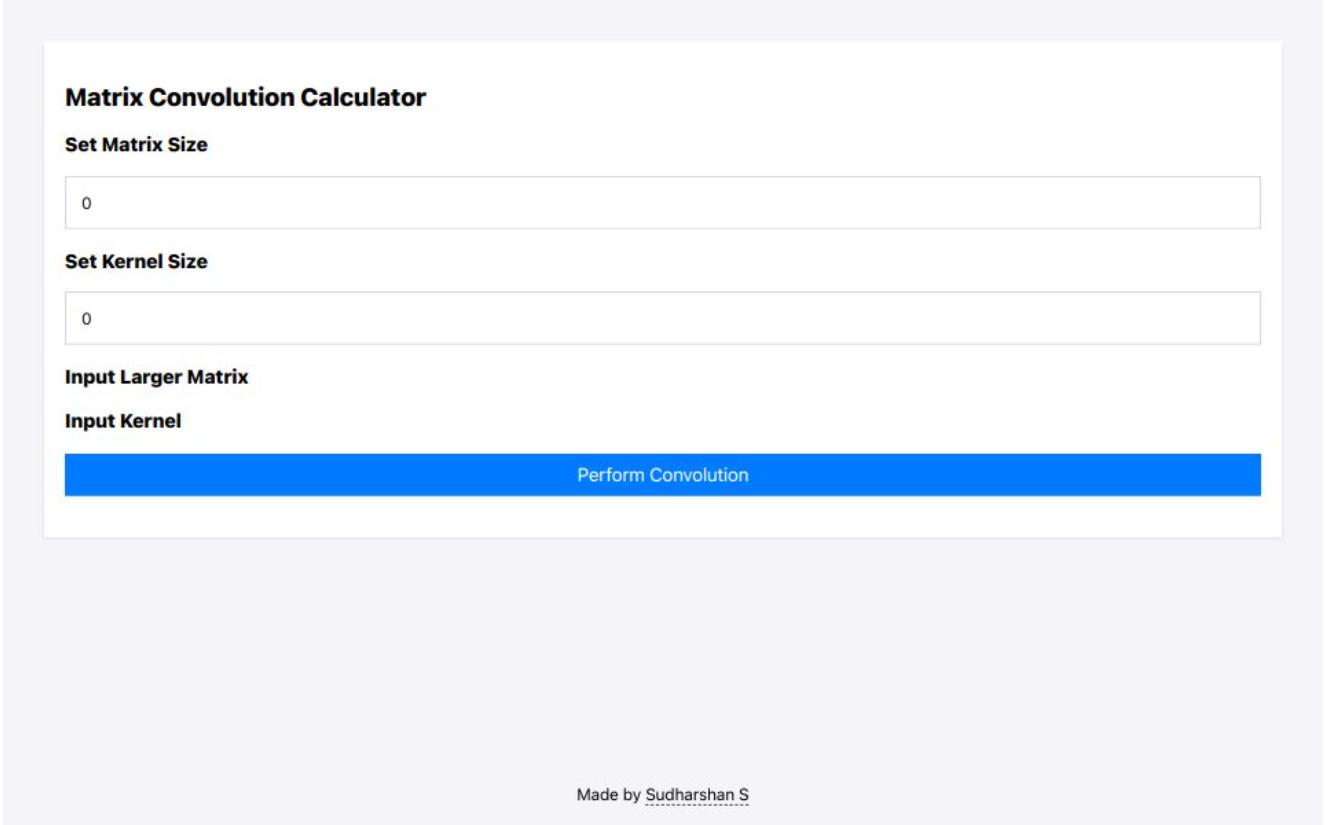 Matrix Convolution Calculator
Set Matrix Size
0
Set Kernel Size
0
Input Larger Matrix
Input Kernel
Perform Convolution
Made by Sudharshan S